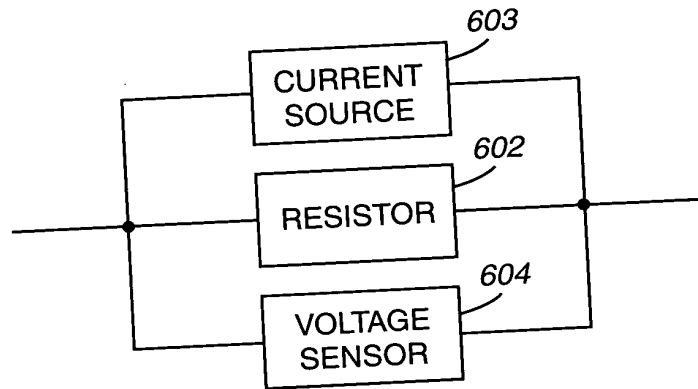 603
CURRENT
SOURCE
602
RESISTOR
604
VOLTAGE
SENSOR